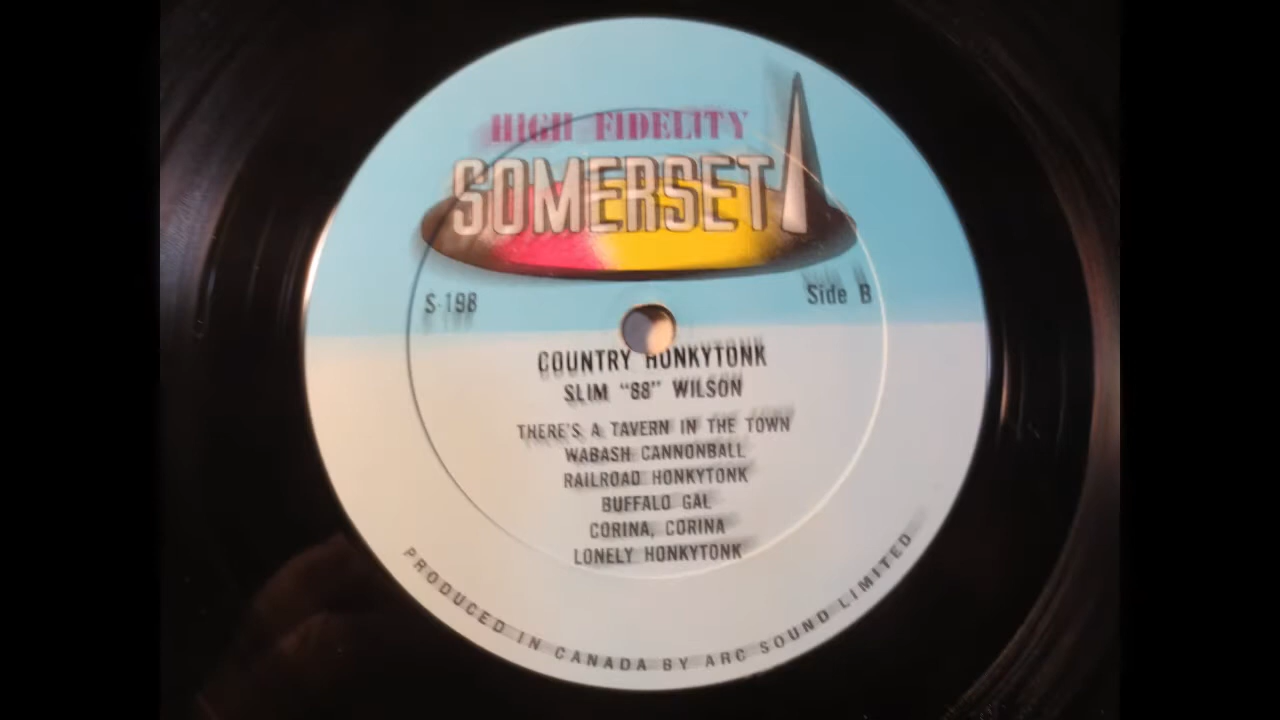 HIGH FIDELITY
SOMERSET
S-198
Side B
COUNTRY HONKYTONK
SLIM "88" WILSON
THERE'S A TAVERN IN THE TOWN
WABASH CANNONBALL
RAILROAD HONKYTONK
BUFFALO GAL
CORINA, CORINA
LONELY HONKYTONK
PRODUCED IN CANADA BY ARC SOUND LIMITED